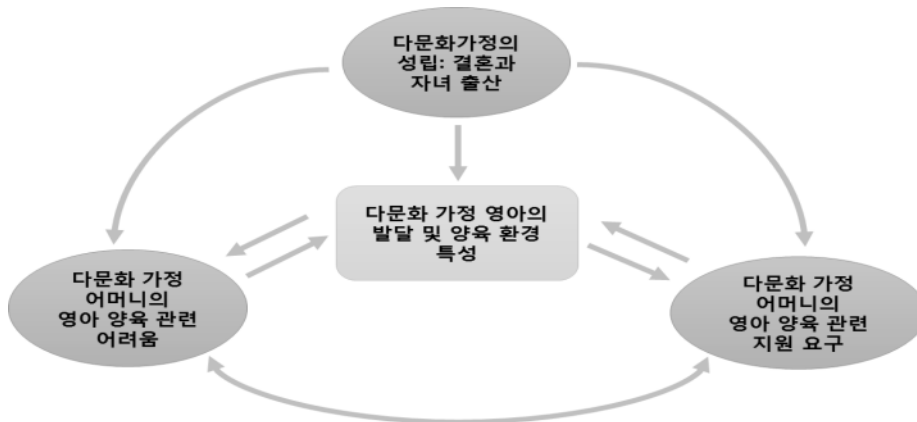 다문화가정의
성립: 결혼과
자녀 출산
다문화 가정 영아의
발달 및 양육 환경
특성
다문화 가정
어머니의
영아 양육 관련
어려움
다문화 가정
어머니의
영아 양육 관련
지원 요구